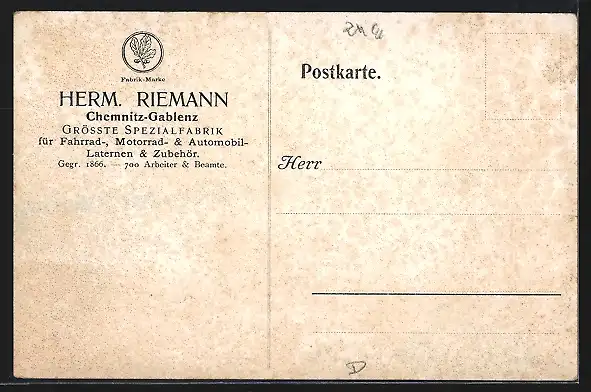 Fabrik-Marke
HERM. RIEMANN
Chemnitz-Gablenz
GRÖSSTE SPEZIALFABRIK
für Fahrrad-, Motorrad- & Automobil-
Laternen & Zubehör.
Gegr. 1866. — 700 Arbeiter & Beamte.
Postkarte.
Herr
D